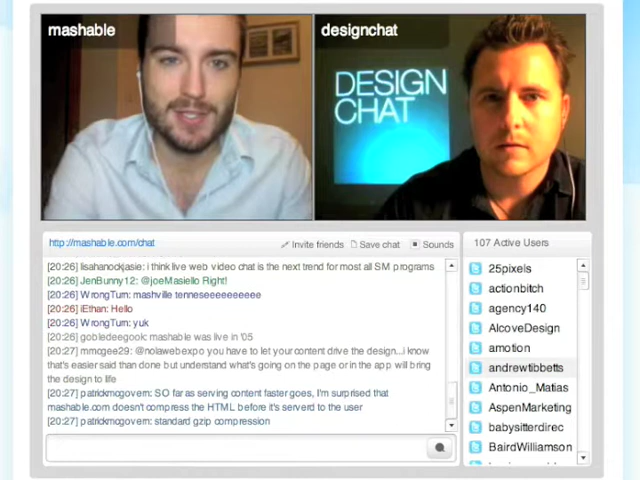 mashable designchat
DESIGN
CHAT
http://mashable.com/chat Invite friends Save chat Sounds 107 Active Users
[20:26] lisahanockjasie: i think live web video chat is the next trend for most all SM programs
[20:26] JenBunny12: @joeMasiello Right!
[20:26] WrongTurn: mashville tenneseeeeeeeeee
[20:26] iEthan: Hello
[20:26] WrongTurn: yuk
[20:26] gobledeegook: mashable was live in '05
[20:27] mmcgee29: @nolawebexpo you have to let your content drive the design...i know
that's easier said than done but understand what's going on the page or in the app will bring
the design to life
[20:27] patrickmcgovern: SO far as serving content faster goes, I'm surprised that
mashable.com doesn't compress the HTML before it's serverd to the user
[20:27] patrickmcgovern: standard gzip compression
25pixels
actionbitch
agency140
AlcoveDesign
amotion
andrewtibbetts
Antonio_Matias
AspenMarketing
babysitterdirec
BairdWilliamson